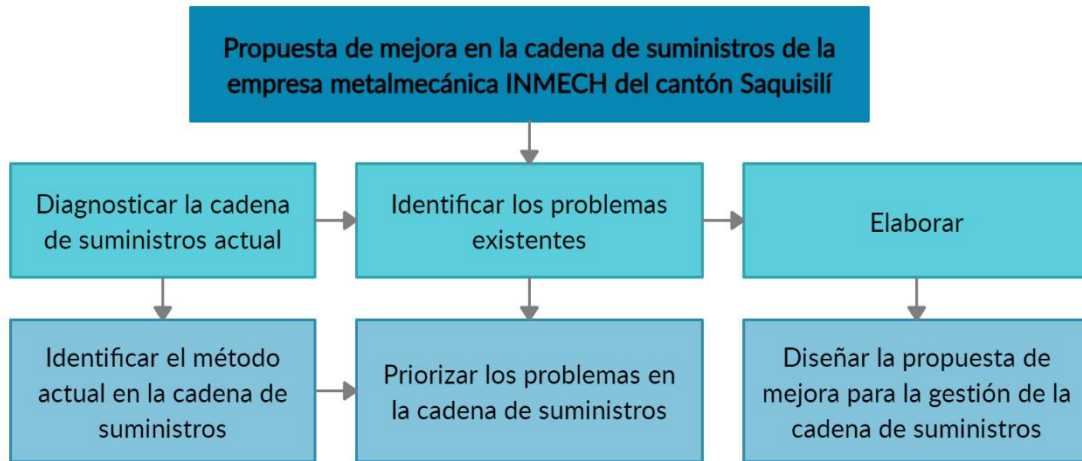 Propuesta de mejora en la cadena de suministros de la
empresa metalmecánica INMECH del cantón Saquisilí
Diagnosticar la cadena
de suministros actual
Identificar los problemas
existentes
Elaborar
Identificar el método
actual en la cadena de
suministros
Priorizar los problemas en
la cadena de suministros
Diseñar la propuesta de
mejora para la gestión de la
cadena de suministros